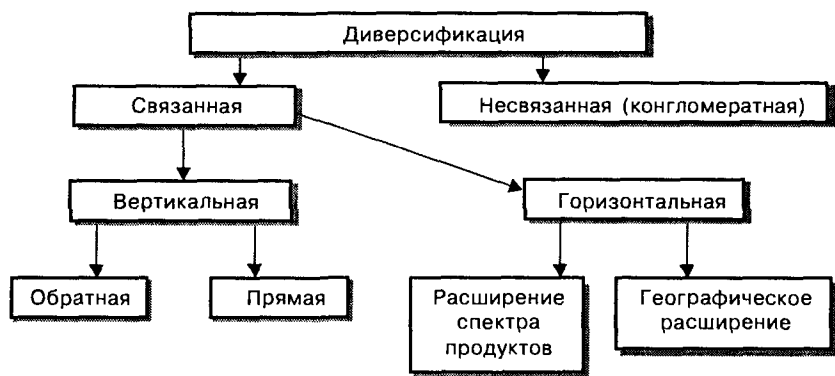 Диверсификация
Связанная
Несвязанная (конгломератная)
Вертикальная
Горизонтальная
Обратная
Прямая
Расширение
спектра
продуктов
Географическое
расширение